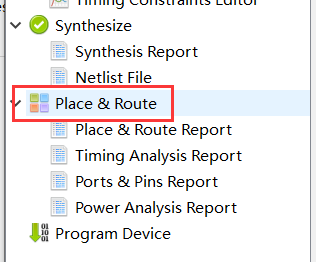 Timing Constraints Editor
Synthesize
Synthesis Report
Netlist File
Place & Route
Place & Route Report
Timing Analysis Report
Ports & Pins Report
Power Analysis Report
Program Device